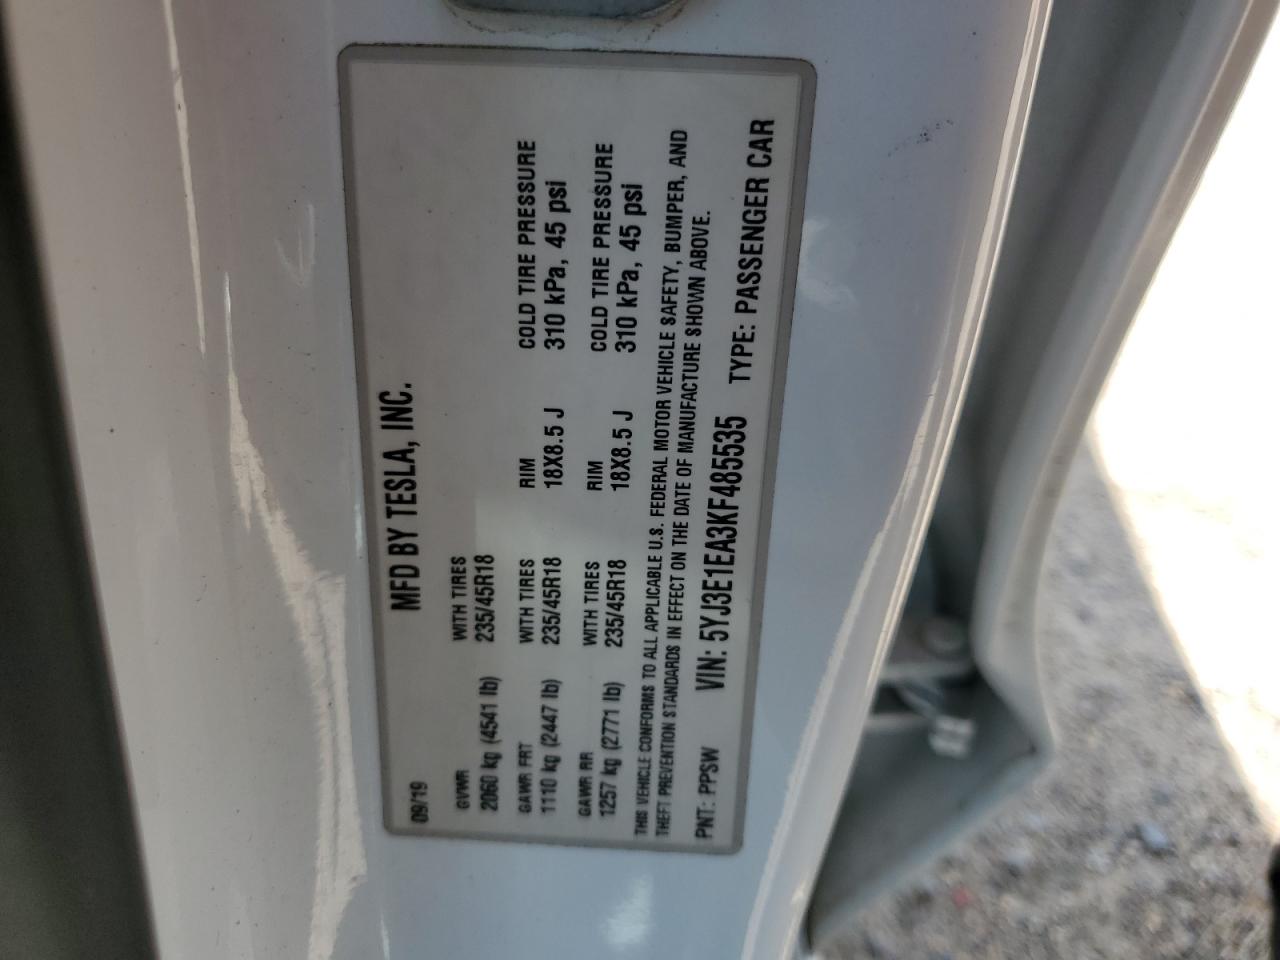 09/19 MFD BY TESLA, INC.
GVWR WITH TIRES
2060 kg (4541 lb) 235/45R18
GAWR FRT WITH TIRES RIM COLD TIRE PRESSURE
1110 kg (2447 lb) 235/45R18 18X8.5 J 310 kPa, 45 psi
GAWR RR WITH TIRES RIM COLD TIRE PRESSURE
1257 kg (2771 lb) 235/45R18 18X8.5 J 310 kPa, 45 psi
THIS VEHICLE CONFORMS TO ALL APPLICABLE U.S. FEDERAL MOTOR VEHICLE SAFETY, BUMPER, AND
THEFT PREVENTION STANDARDS IN EFFECT ON THE DATE OF MANUFACTURE SHOWN ABOVE.
PNT: PPSW VIN: 5YJ3E1EA3KF485535 TYPE: PASSENGER CAR